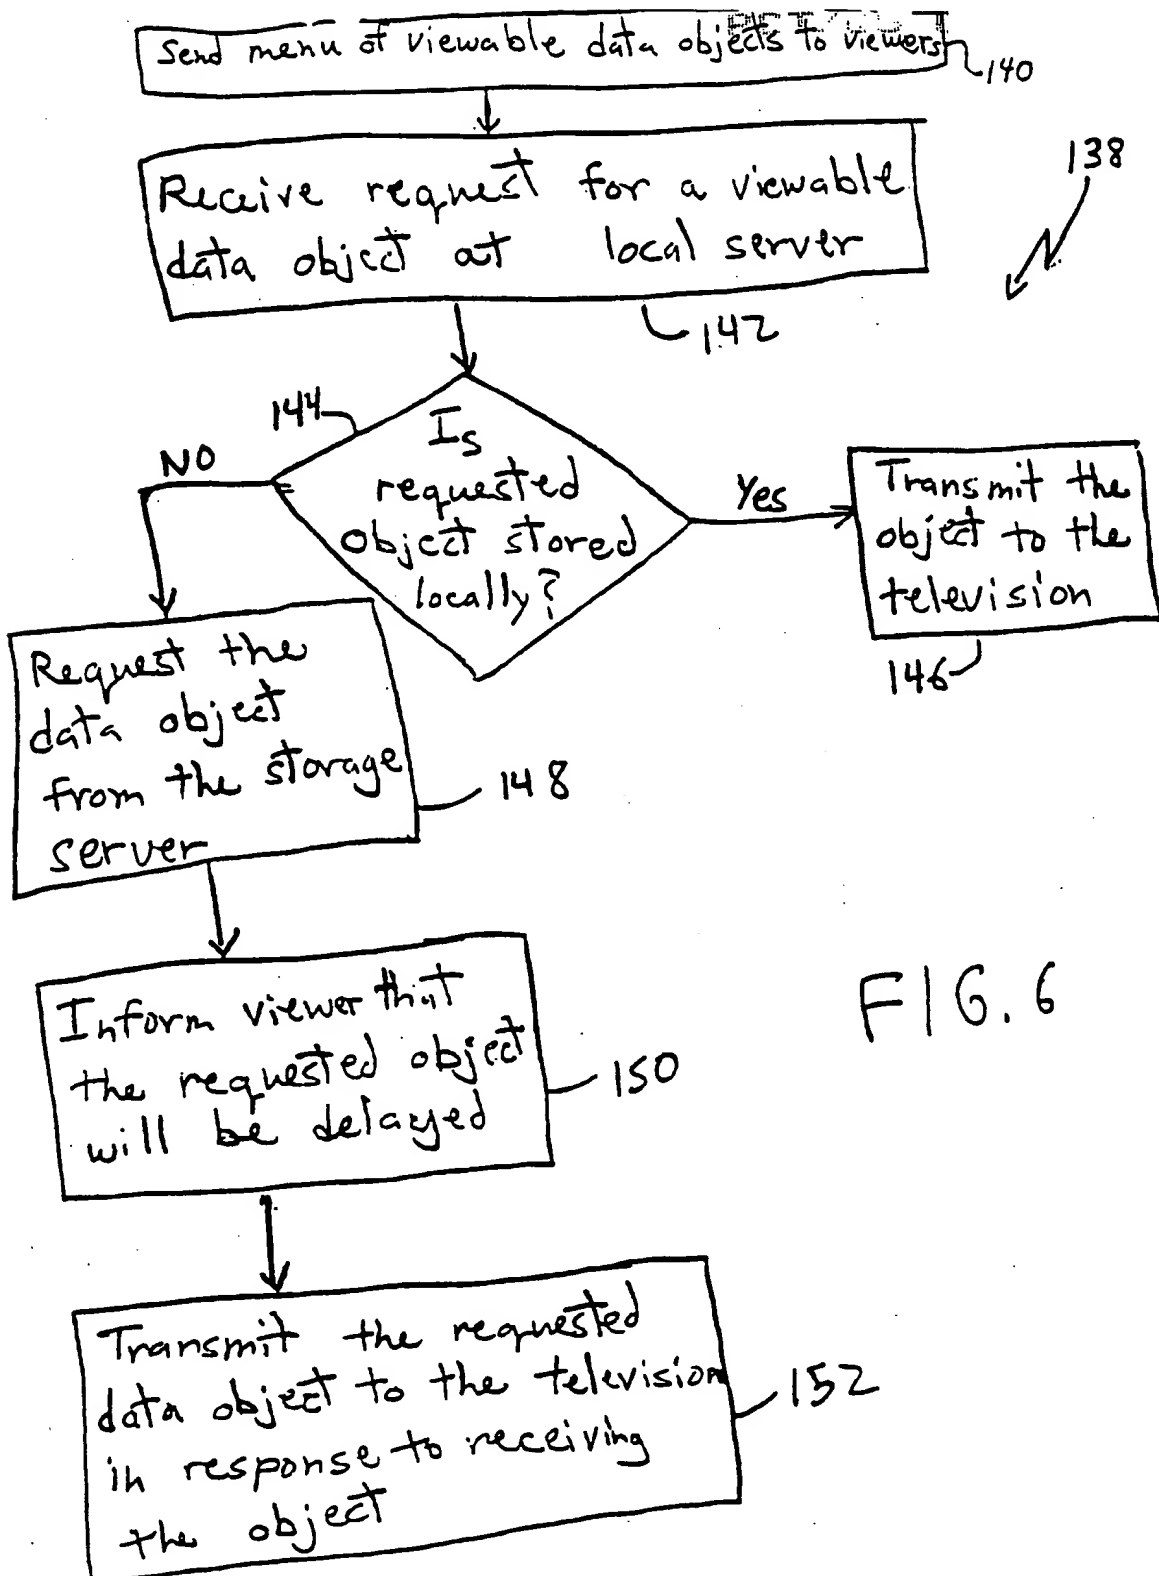 Send menu of viewable data objects to viewers
140
138
Receive request for a viewable
data object at local server
142
144
Is
requested
object stored
locally?
NO
Yes
Transmit the
object to the
television
146
Request the
data object
from the storage
server
148
Inform viewer that
the requested object
will be delayed
150
FIG. 6
Transmit the requested
data object to the television
in response to receiving
the object
152